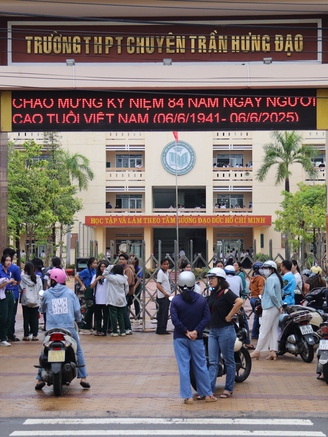 TRƯỜNG THPT CHUYÊN TRẦN HƯNG ĐẠO
CHÀO MỪNG KỶ NIỆM 84 NĂM NGÀY NGƯỜI
CAO TUỔI VIỆT NAM (06/6/1941- 06/6/2025)
HỌC TẬP VÀ LÀM THEO TẤM GƯƠNG ĐẠO ĐỨC HỒ CHÍ MINH